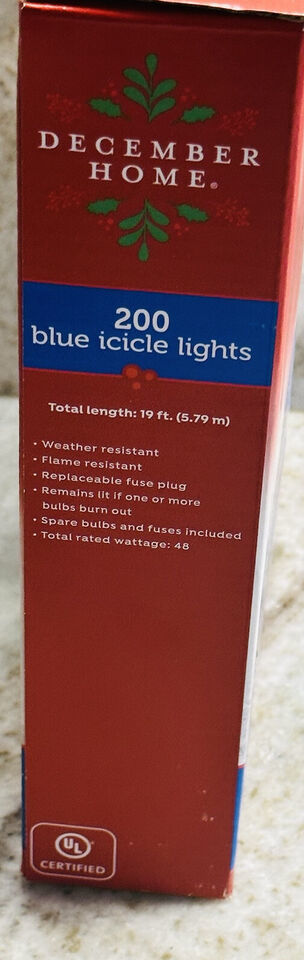 DECEMBER
HOME®
200
blue icicle lights
Total length: 19 ft. (5.79 m)
• Weather resistant
• Flame resistant
• Replaceable fuse plug
• Remains lit if one or more
bulbs burn out
• Spare bulbs and fuses included
• Total rated wattage: 48
UL
CERTIFIED